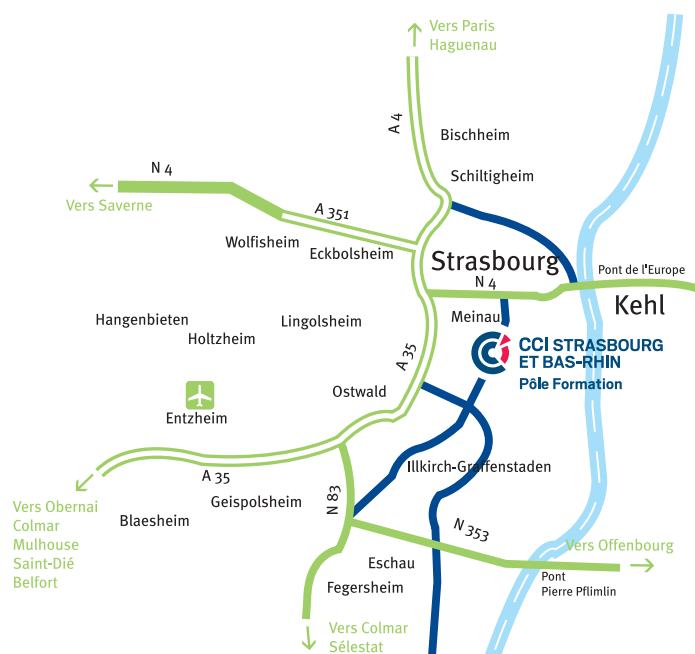 Vers Paris
Haguenau
A 4
Bischheim
Schiltigheim
N 4
Vers Saverne
A 351
Wolfisheim
Eckbolsheim
Strasbourg
Pont de l'Europe
N 4
Kehl
Meinau
Hangenbieten
Lingolsheim
Holtzheim
CCI STRASBOURG
ET BAS-RHIN
Pôle Formation
A 35
Ostwald
Entzheim
Illkirch-Graffenstaden
A 35
Geispolsheim
N 83
Vers Obernai
Colmar
Mulhouse
Saint-Dié
Belfort
Blaesheim
N 353
Vers Offenbourg
Eschau
Fegersheim
Pont
Pierre Pflimlin
Vers Colmar
Sélestat